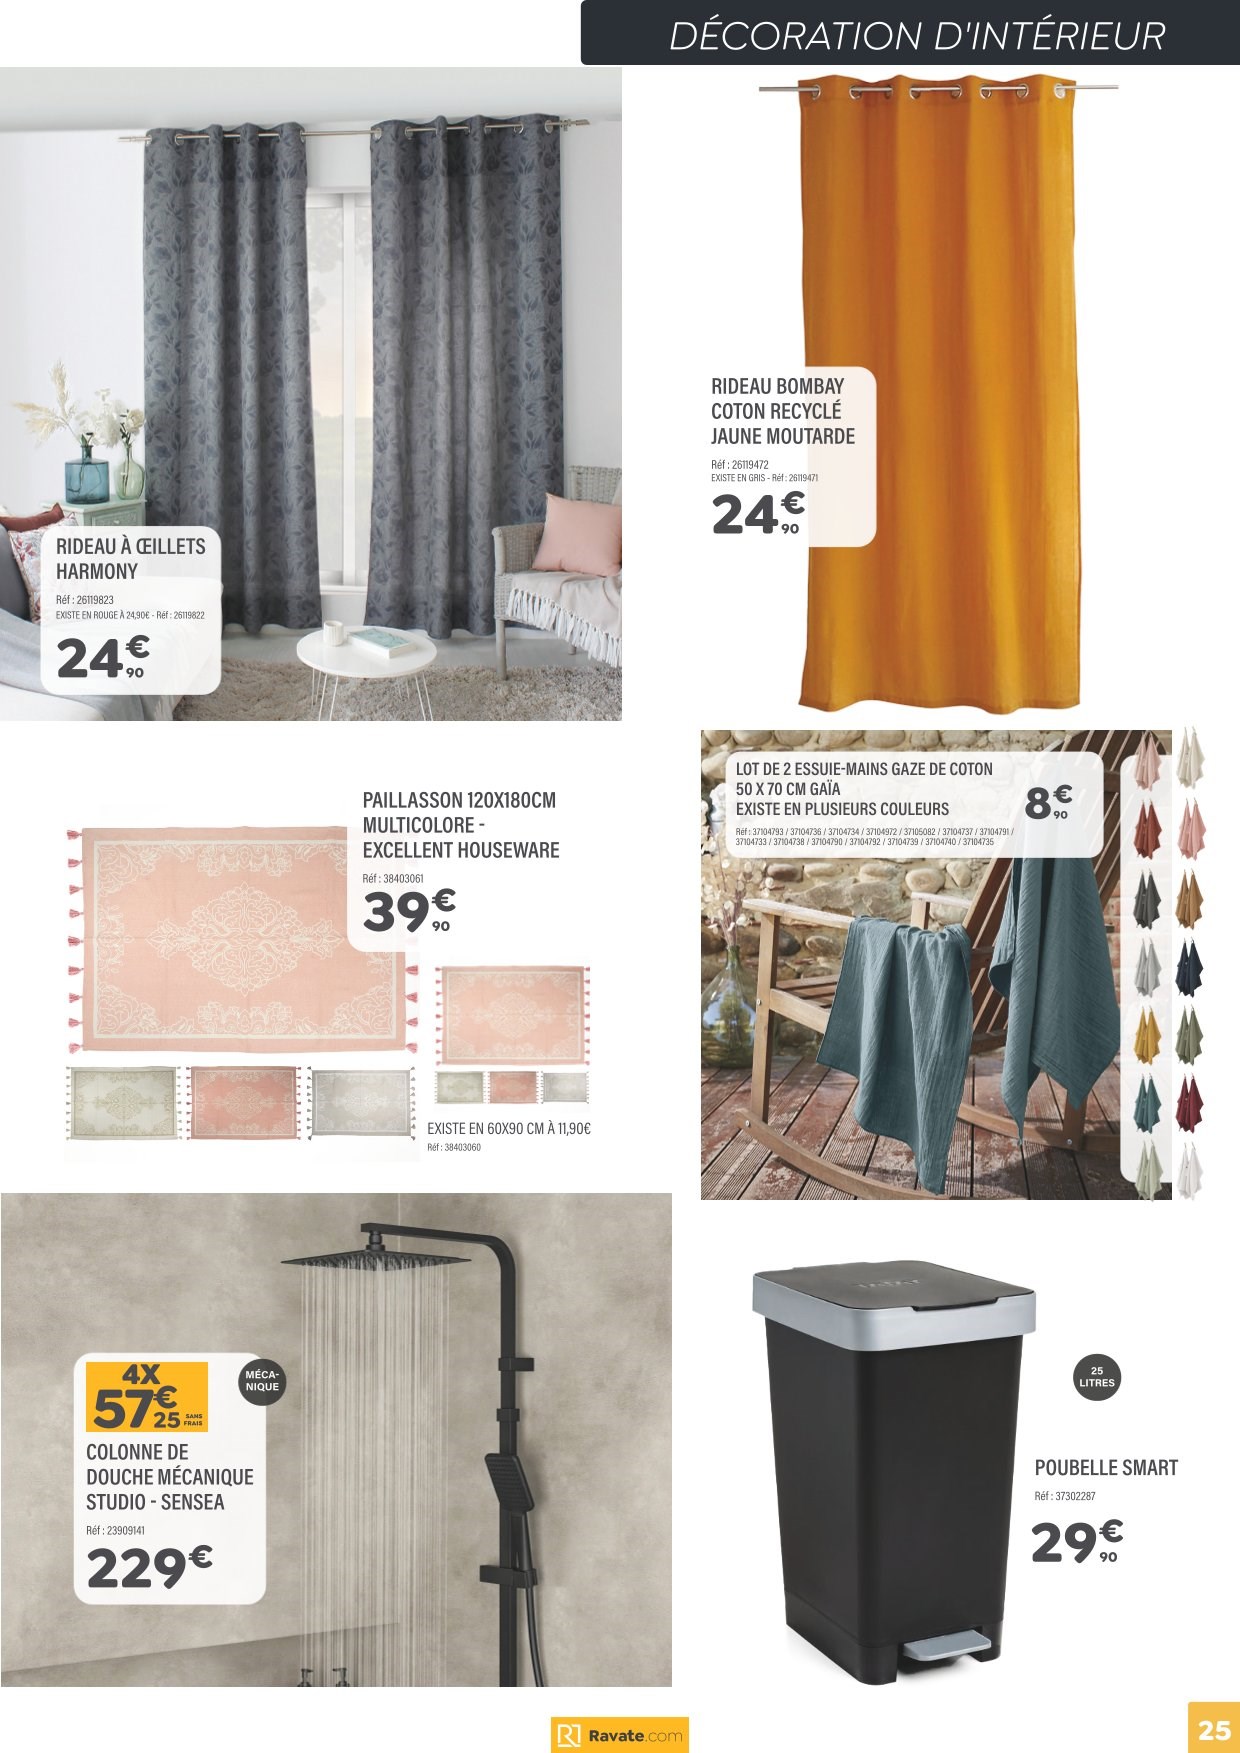 DÉCORATION D'INTÉRIEUR
RIDEAU À ŒILLETS
HARMONY
Réf : 26119823
EXISTE EN ROUGE À 24,90€ - Réf : 26119822
24€90
RIDEAU BOMBAY
COTON RECYCLÉ
JAUNE MOUTARDE
Réf : 26119472
EXISTE EN GRIS - Réf : 26119471
24€90
PAILLASSON 120X180CM
MULTICOLORE -
EXCELLENT HOUSEWARE
Réf : 38403061
39€90
EXISTE EN 60X90 CM À 11,90€
Réf : 38403060
LOT DE 2 ESSUIE-MAINS GAZE DE COTON
50 X 70 CM GAÏA
EXISTE EN PLUSIEURS COULEURS
Réf : 37104793 / 37104736 / 37104734 / 37104972 / 37105082 / 37104737 / 37104791 /
37104733 / 37104738 / 37104790 / 37104792 / 37104739 / 37104740 / 37104735
8€90
4X
57€25 SANS FRAIS
MÉCA-
NIQUE
COLONNE DE
DOUCHE MÉCANIQUE
STUDIO - SENSEA
Réf : 23909141
229€
25
LITRES
POUBELLE SMART
Réf : 37302287
29€90
Ravate.com
25